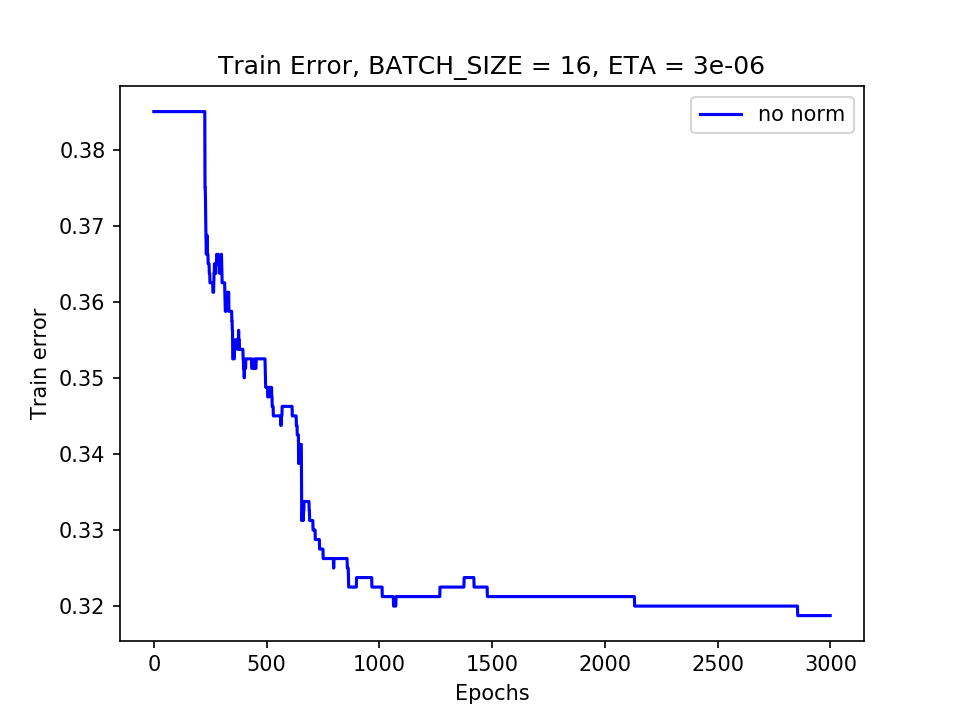 Train Error, BATCH_SIZE = 16, ETA = 3e-06
no norm
0.38
0.37
0.36
0.35
0.34
0.33
0.32
Train error
0 500 1000 1500 2000 2500 3000
Epochs